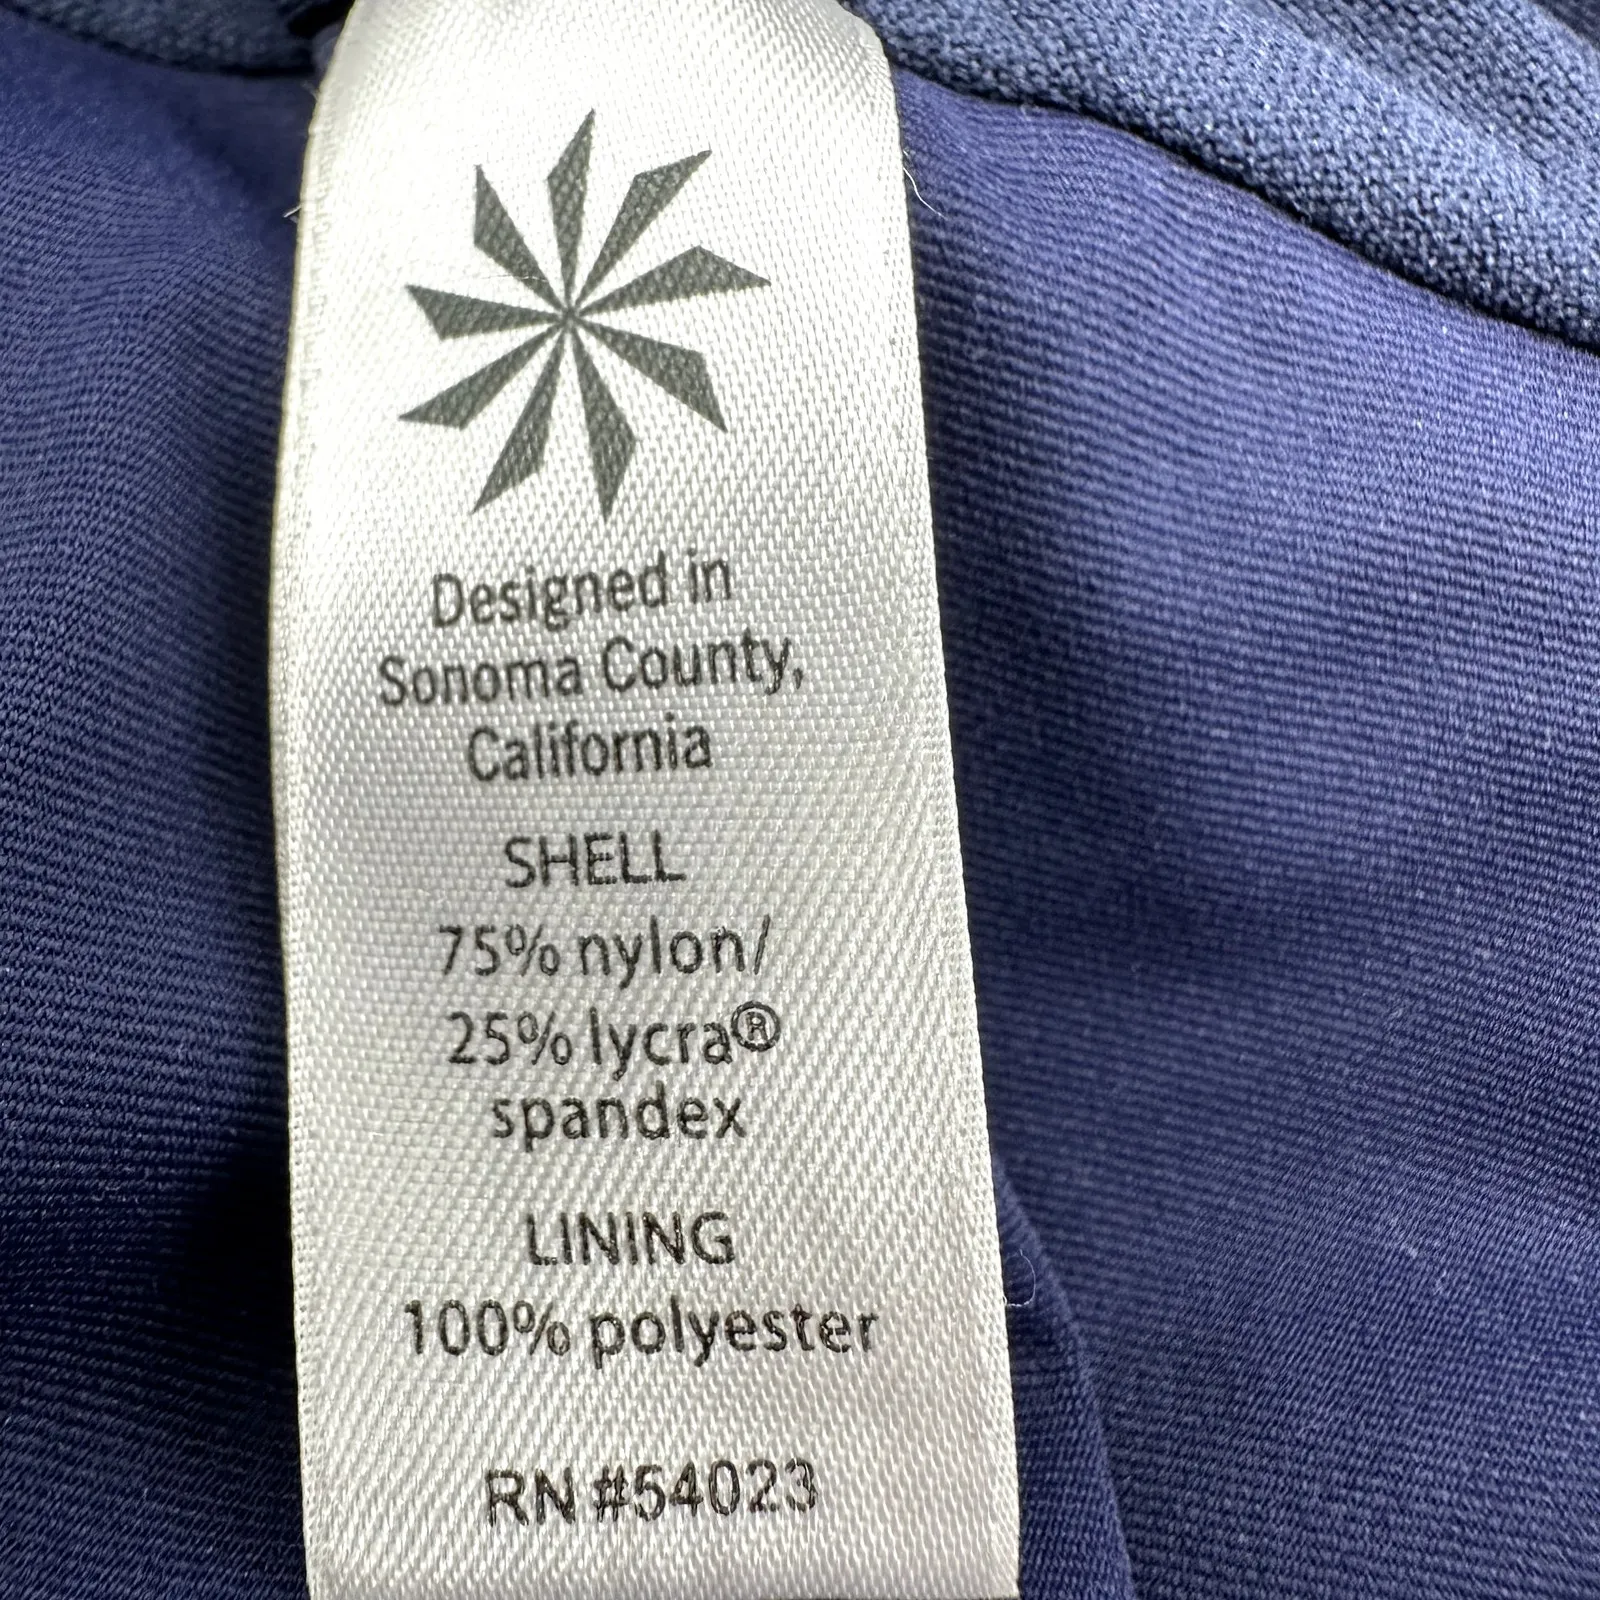 Designed in
Sonoma County,
California
SHELL
75% nylon/
25% lycra®
spandex
LINING
100% polyester
RN #54023